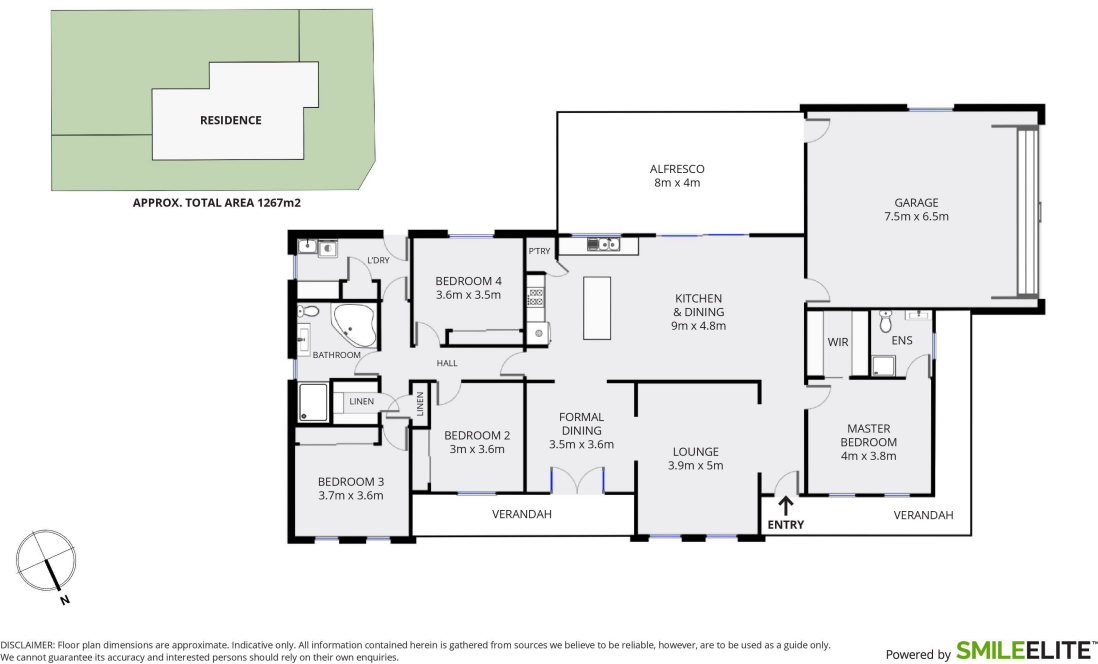 RESIDENCE
APPROX. TOTAL AREA 1267m2
ALFRESCO
8m x 4m
GARAGE
7.5m x 6.5m
L'DRY
BEDROOM 4
3.6m x 3.5m
P'TRY
KITCHEN
& DINING
9m x 4.8m
BATHROOM
HALL
WIR
ENS
LINEN
LINEN
BEDROOM 2
3m x 3.6m
FORMAL
DINING
3.5m x 3.6m
LOUNGE
3.9m x 5m
MASTER
BEDROOM
4m x 3.8m
BEDROOM 3
3.7m x 3.6m
VERANDAH
ENTRY
VERANDAH
N
DISCLAIMER: Floor plan dimensions are approximate. Indicative only. All information contained herein is gathered from sources we believe to be reliable, however, are to be used as a guide only.
We cannot guarantee its accuracy and interested persons should rely on their own enquiries.
Powered by SMILEELITE™